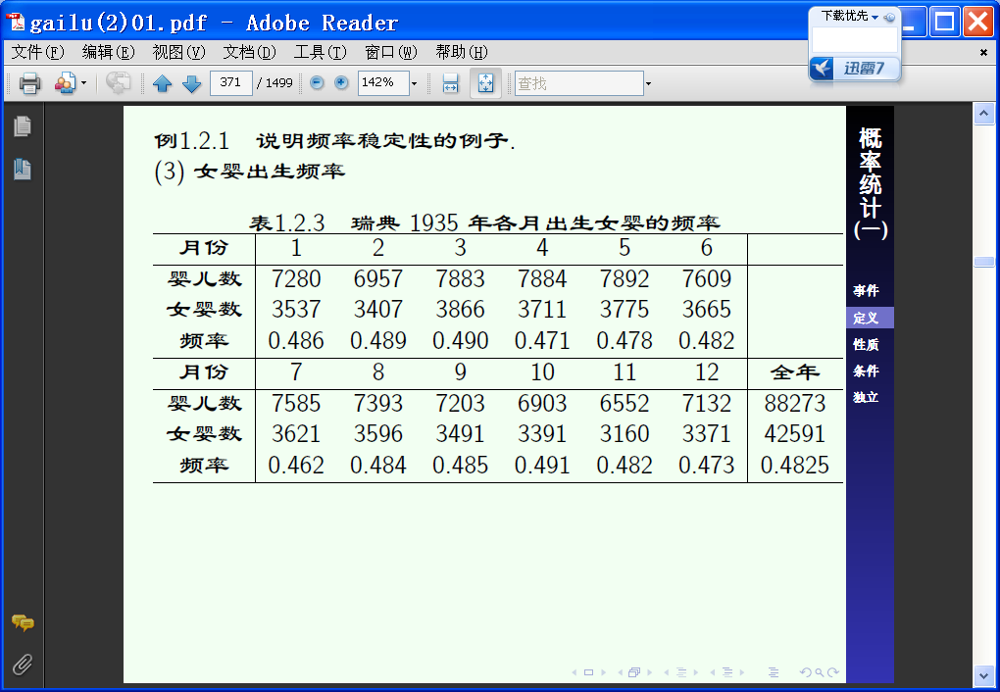 gailu(2)01.pdf - Adobe Reader
下载优先
迅雷7
文件(F) 编辑(E) 视图(V) 文档(D) 工具(T) 窗口(W) 帮助(H)
371 / 1499 142% 查找
例1.2.1 说明频率稳定性的例子.
(3) 女婴出生频率
表1.2.3 瑞典 1935 年各月出生女婴的频率
月份 1 2 3 4 5 6
婴儿数 7280 6957 7883 7884 7892 7609
女婴数 3537 3407 3866 3711 3775 3665
频率 0.486 0.489 0.490 0.471 0.478 0.482
月份 7 8 9 10 11 12 全年
婴儿数 7585 7393 7203 6903 6552 7132 88273
女婴数 3621 3596 3491 3391 3160 3371 42591
频率 0.462 0.484 0.485 0.491 0.482 0.473 0.4825
概率统计(一)
事件
定义
性质
条件
独立